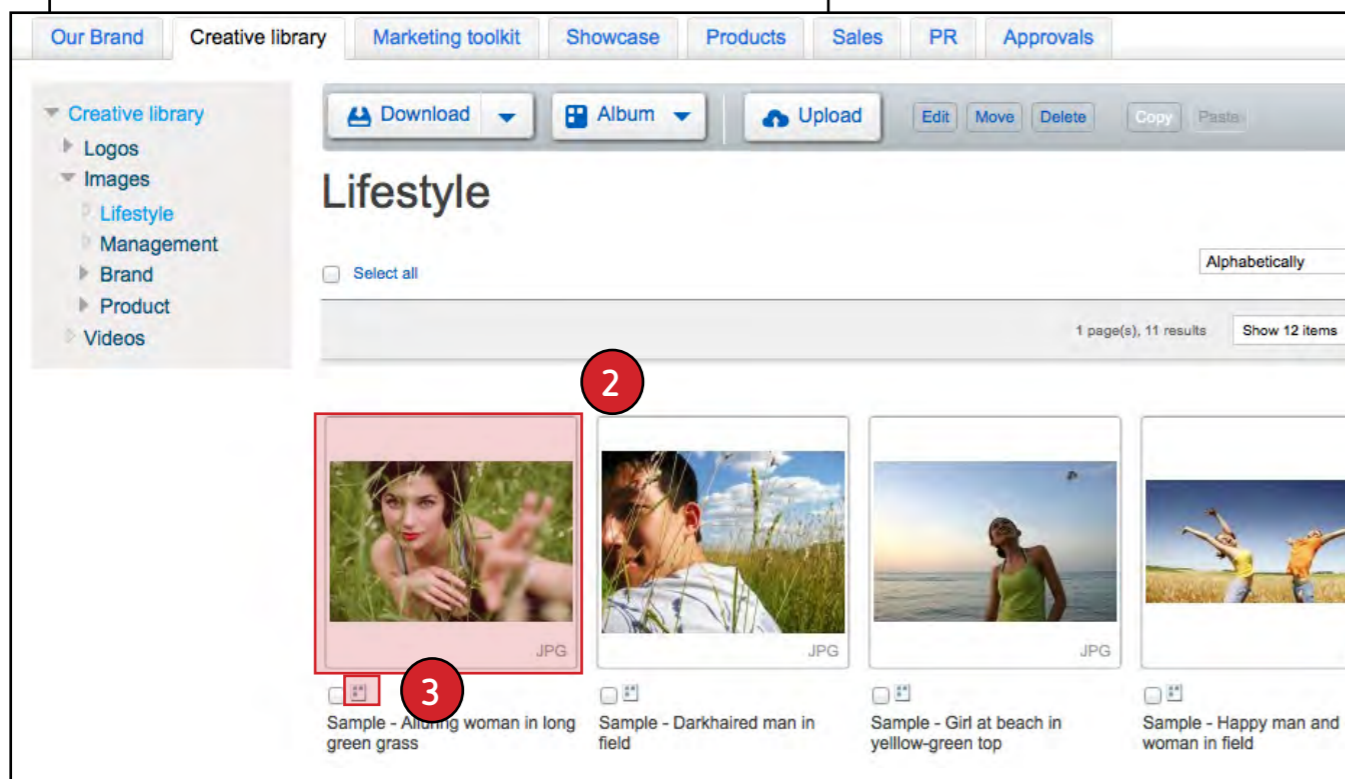 Our Brand Creative library Marketing toolkit Showcase Products Sales PR Approvals
Creative library
Logos
Images
Lifestyle
Management
Brand
Product
Videos
Download Album Upload Edit Move Delete Copy Paste
Lifestyle
Select all
Alphabetically
1 page(s), 11 results Show 12 items
2
JPG JPG JPG
3
Sample - Alluring woman in long
green grass
Sample - Darkhaired man in
field
Sample - Girl at beach in
yelllow-green top
Sample - Happy man and
woman in field